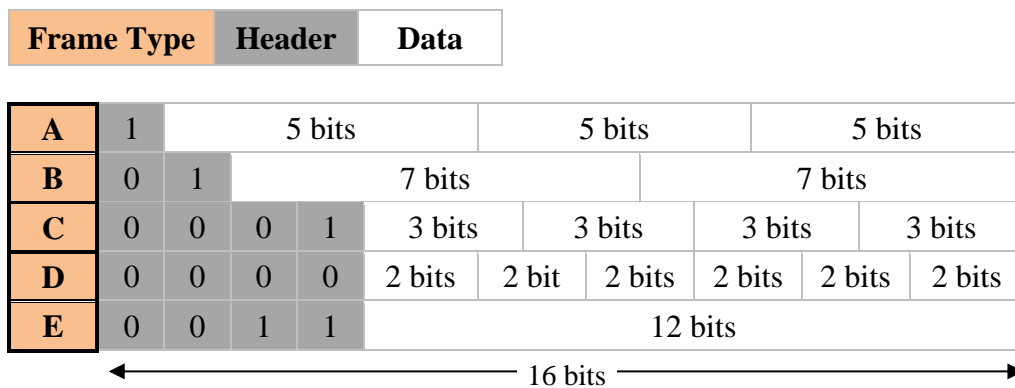 Frame Type Header Data
A 1 5 bits 5 bits 5 bits
B 0 1 7 bits 7 bits
C 0 0 0 1 3 bits 3 bits 3 bits 3 bits
D 0 0 0 0 2 bits 2 bit 2 bits 2 bits 2 bits 2 bits
E 0 0 1 1 12 bits
16 bits